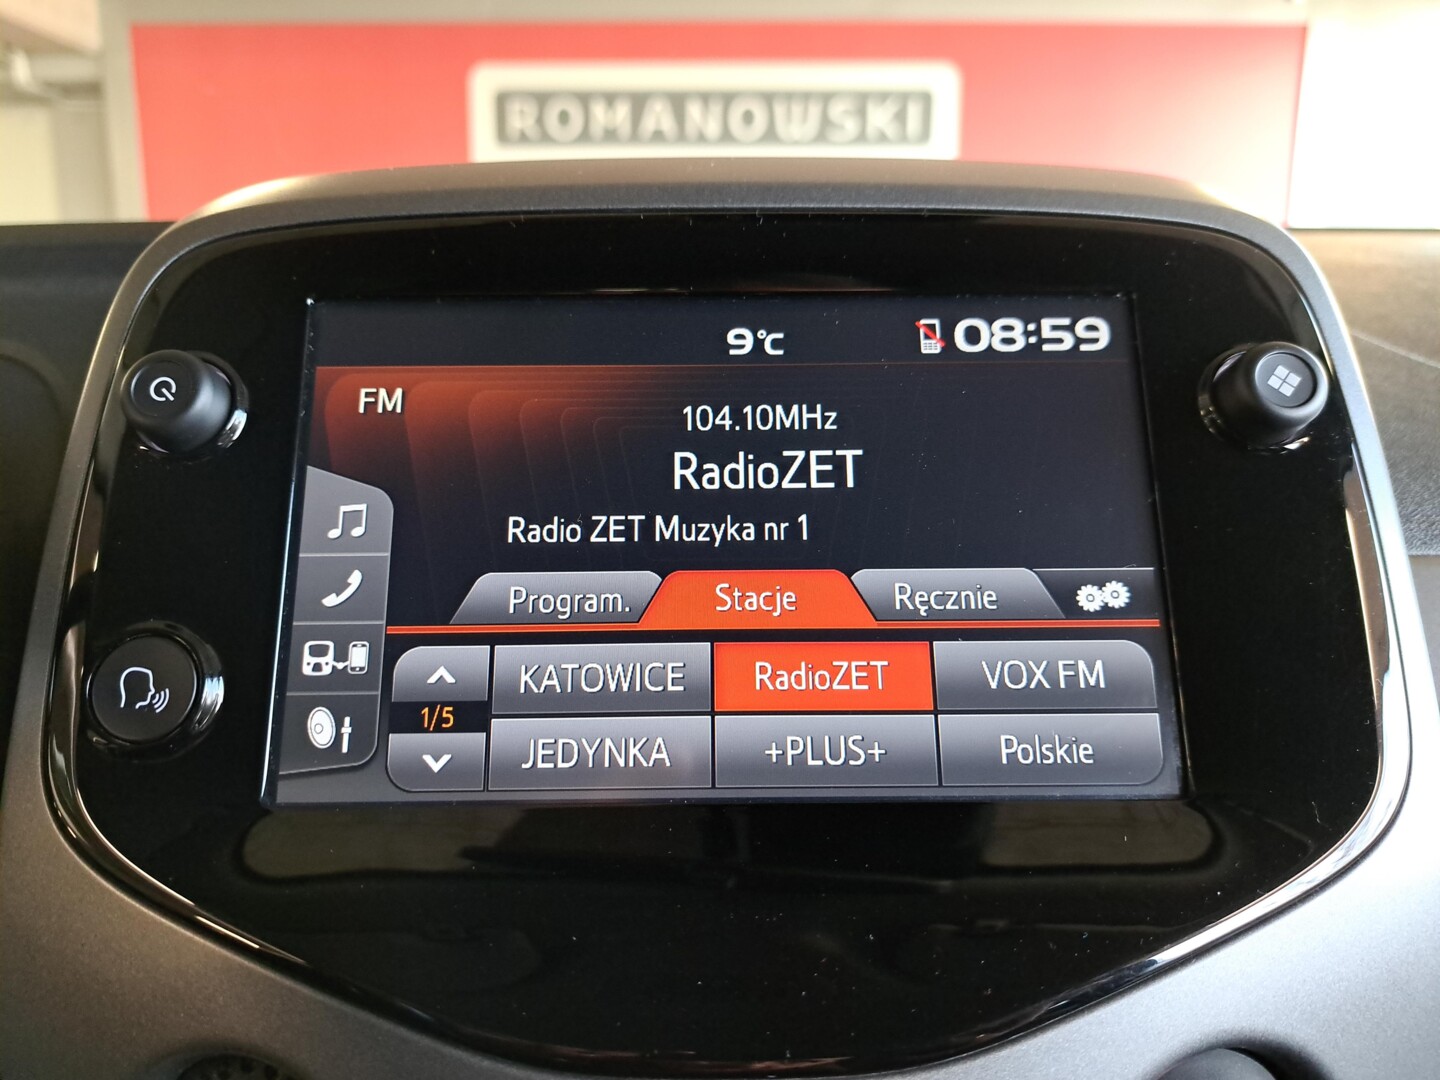 ROMANOWSKI
9°C
08:59
FM
104.10MHz
RadioZET
Radio ZET Muzyka nr 1
Program. Stacje Ręcznie
KATOWICE RadioZET VOX FM
1/5
JEDYNKA +PLUS+ Polskie